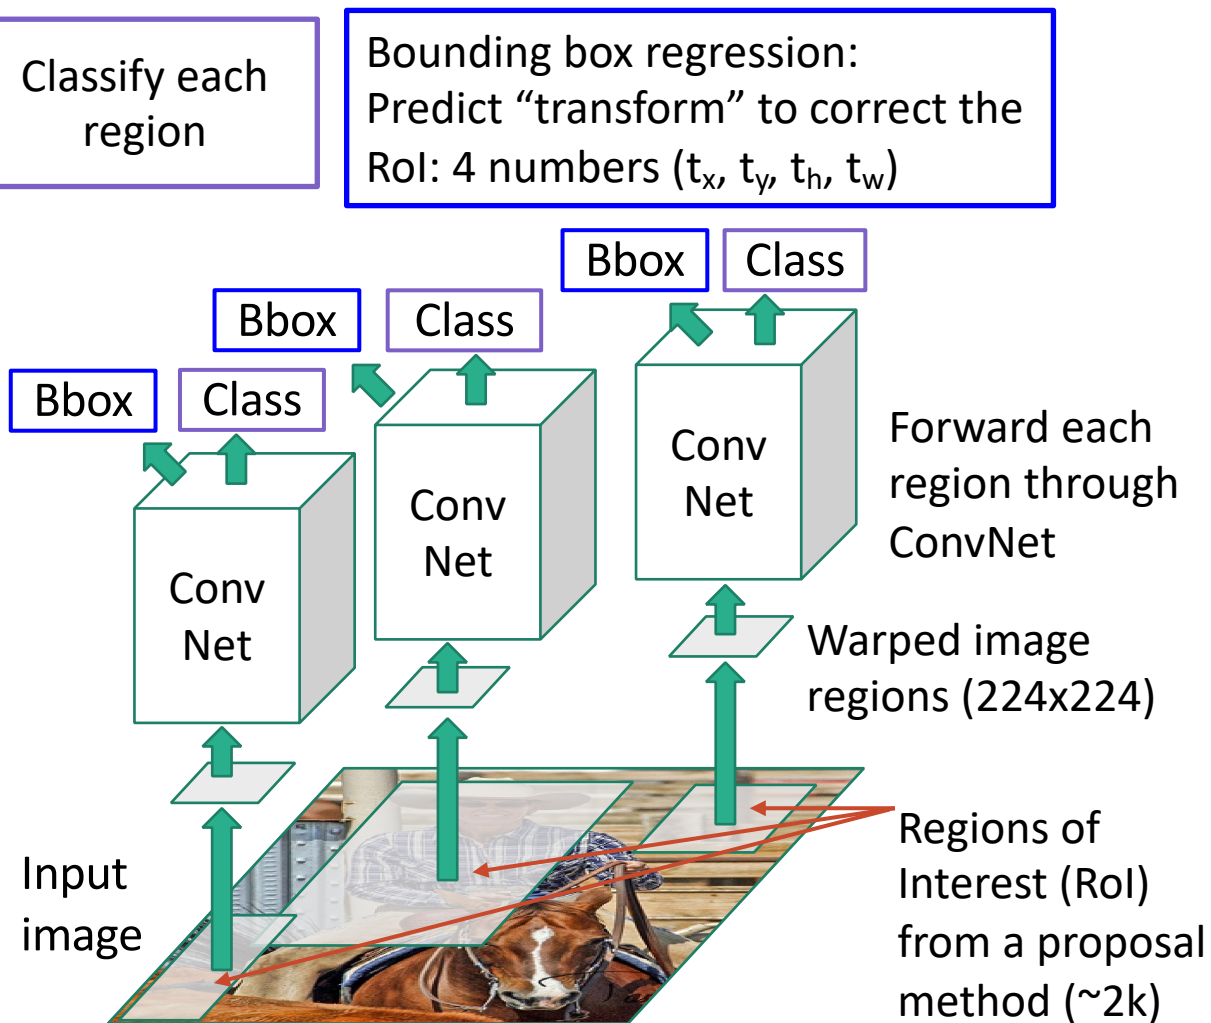 Classify each
region
Bounding box regression:
Predict “transform” to correct the
RoI: 4 numbers (tx, ty, th, tw)
Bbox
Class
Bbox
Class
Bbox
Class
Conv
Net
Conv
Net
Conv
Net
Forward each
region through
ConvNet
Warped image
regions (224x224)
Input
image
Regions of
Interest (RoI)
from a proposal
method (~2k)